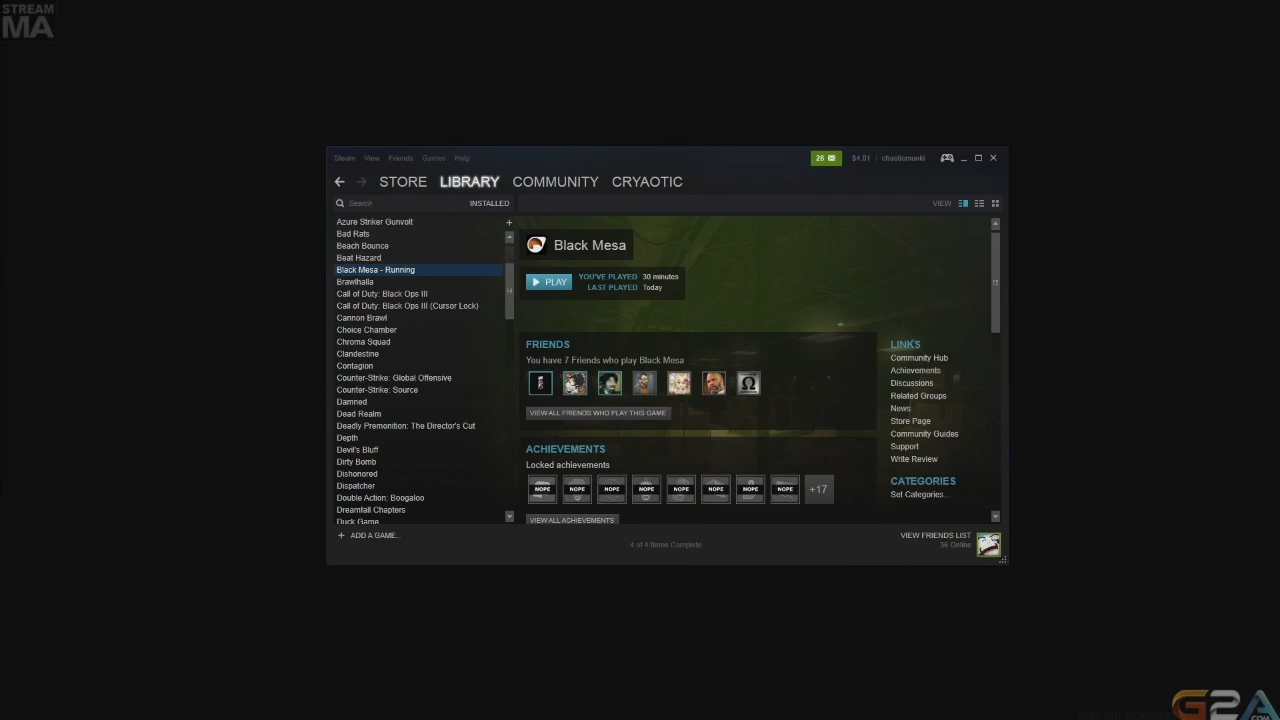 STREAM
MA
Steam View Friends Games Help
26
$4.81 chaoticmonki
STORE LIBRARY COMMUNITY CRYAOTIC
Search INSTALLED
VIEW
Azure Striker Gunvolt
Bad Rats
Beach Bounce
Beat Hazard
Black Mesa - Running
Brawlhalla
Call of Duty: Black Ops III
Call of Duty: Black Ops III (Cursor Lock)
Cannon Brawl
Choice Chamber
Chroma Squad
Clandestine
Contagion
Counter-Strike: Global Offensive
Counter-Strike: Source
Damned
Dead Realm
Deadly Premonition: The Director's Cut
Depth
Devil's Bluff
Dirty Bomb
Dishonored
Dispatcher
Double Action: Boogaloo
Dreamfall Chapters
Duck Game
+ ADD A GAME...
Black Mesa
PLAY
YOU'VE PLAYED 30 minutes
LAST PLAYED Today
FRIENDS
You have 7 Friends who play Black Mesa
Ω
VIEW ALL FRIENDS WHO PLAY THIS GAME
ACHIEVEMENTS
Locked achievements
NOPE NOPE NOPE NOPE NOPE NOPE NOPE NOPE +17
VIEW ALL ACHIEVEMENTS
LINKS
Community Hub
Achievements
Discussions
Related Groups
News
Store Page
Community Guides
Support
Write Review
CATEGORIES
Set Categories...
4 of 4 Items Complete
VIEW FRIENDS LIST
36 Online
G2A
.COM